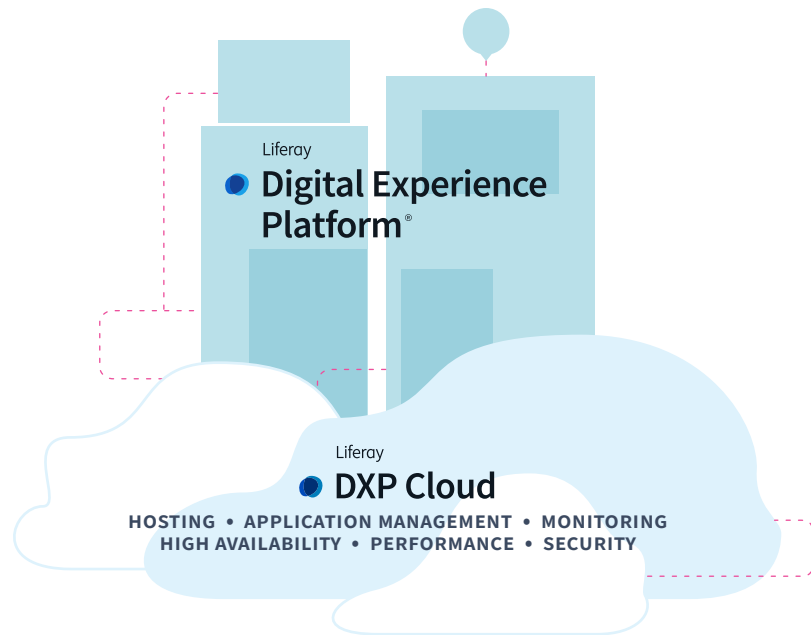 Liferay
Digital Experience
Platform®
Liferay
DXP Cloud
HOSTING • APPLICATION MANAGEMENT • MONITORING
HIGH AVAILABILITY • PERFORMANCE • SECURITY